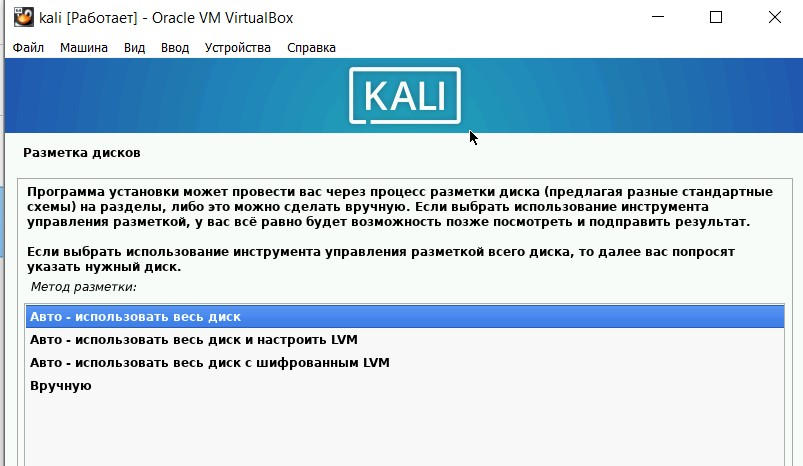 kali [Работает] - Oracle VM VirtualBox
Файл Машина Вид Ввод Устройства Справка
KALI
Разметка дисков
Программа установки может провести вас через процесс разметки диска (предлагая разные стандартные
схемы) на разделы, либо это можно сделать вручную. Если выбрать использование инструмента
управления разметкой, у вас всё равно будет возможность позже посмотреть и подправить результат.
Если выбрать использование инструмента управления разметкой всего диска, то далее вас попросят
указать нужный диск.
Метод разметки:
Авто - использовать весь диск
Авто - использовать весь диск и настроить LVM
Авто - использовать весь диск с шифрованным LVM
Вручную